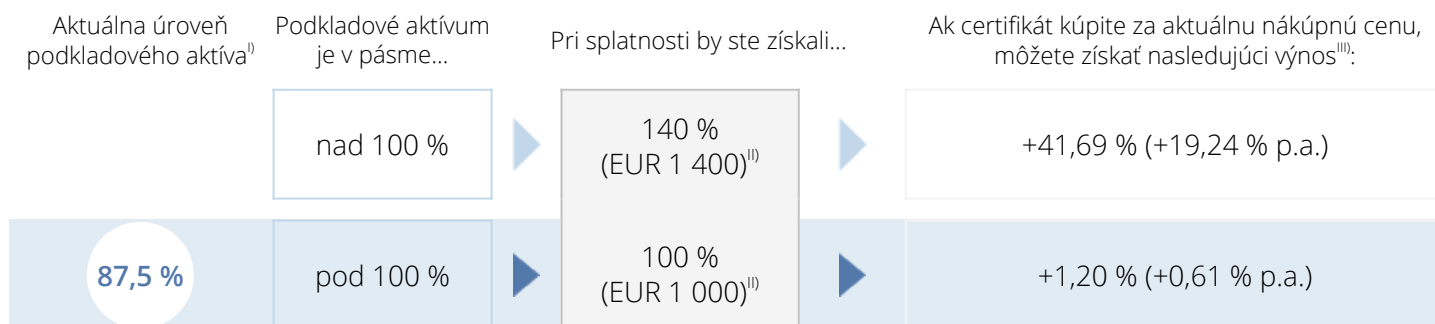 Aktuálna úroveň
podkladového aktíva I)
Podkladové aktívum
je v pásme...
Pri splatnosti by ste získali...
Ak certifikát kúpite za aktuálnu nákupnú cenu,
môžete získať nasledujúci výnos III):
nad 100 %
140 %
(EUR 1 400) II)
+41,69 % (+19,24 % p.a.)
87,5 %
pod 100 %
100 %
(EUR 1 000) II)
+1,20 % (+0,61 % p.a.)